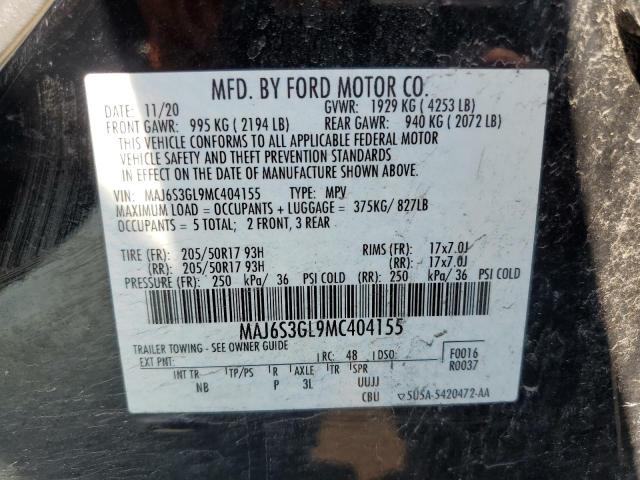 MFD. BY FORD MOTOR CO.
DATE: 11/20 GVWR: 1929 KG ( 4253 LB)
FRONT GAWR: 995 KG ( 2194 LB) REAR GAWR: 940 KG ( 2072 LB)
THIS VEHICLE CONFORMS TO ALL APPLICABLE FEDERAL MOTOR
VEHICLE SAFETY AND THEFT PREVENTION STANDARDS
IN EFFECT ON THE DATE OF MANUFACTURE SHOWN ABOVE.
VIN: MAJ6S3GL9MC404155 TYPE: MPV
MAXIMUM LOAD = OCCUPANTS + LUGGAGE = 375KG/ 827LB
OCCUPANTS = 5 TOTAL; 2 FRONT, 3 REAR
TIRE (FR): 205/50R17 93H RIMS (FR): 17x7.0J
(RR): 205/50R17 93H (RR): 17x7.0J
PRESSURE (FR): 250 kPa/ 36 PSI COLD (RR): 250 kPa/ 36 PSI COLD
MAJ6S3GL9MC404155
TRAILER TOWING - SEE OWNER GUIDE
EXT PNT: RC: 48 DSO: F0016
R0037
INT TR TP/PS R AXLE TR SPR
NB P 3L UUJJ
CBU 5U5A-5420472-AA